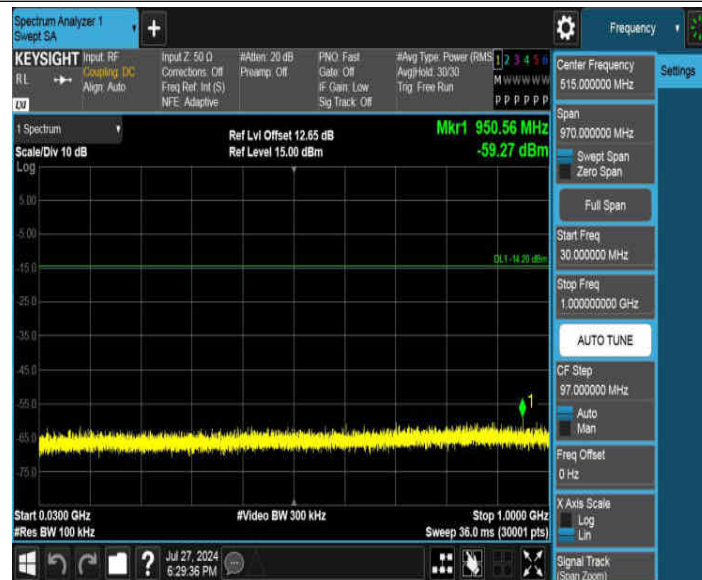 Spectrum Analyzer 1
Swept SA
+
Frequency
KEYSIGHT
RL
LXI
Input: RF
Coupling: DC
Align: Auto
Input Z: 50 Ω
Corrections: Off
Freq Ref: Int (S)
NFE: Adaptive
#Atten: 20 dB
Preamp: Off
PNO: Fast
Gate: Off
IF Gain: Low
Sig Track: Off
#Avg Type: Power (RMS
Avg|Hold: 30/30
Trig: Free Run
1 2 3 4 5 6
M W W W W W
P P P P P P
1 Spectrum
Scale/Div 10 dB
Log
Ref Lvl Offset 12.65 dB
Ref Level 15.00 dBm
Mkr1 950.56 MHz
-59.27 dBm
5.00
-5.00
-15.0
-25.0
-35.0
-45.0
-55.0
-65.0
-75.0
DL1 -14.20 dBm
1
Start 0.0300 GHz
#Res BW 100 kHz
#Video BW 300 kHz
Stop 1.0000 GHz
Sweep 36.0 ms (30001 pts)
Center Frequency
515.000000 MHz
Settings
Span
970.000000 MHz
Swept Span
Zero Span
Full Span
Start Freq
30.000000 MHz
Stop Freq
1.000000000 GHz
AUTO TUNE
CF Step
97.000000 MHz
Auto
Man
Freq Offset
0 Hz
X Axis Scale
Log
Lin
Signal Track
(Span Zoom)
?
Jul 27, 2024
6:29:36 PM